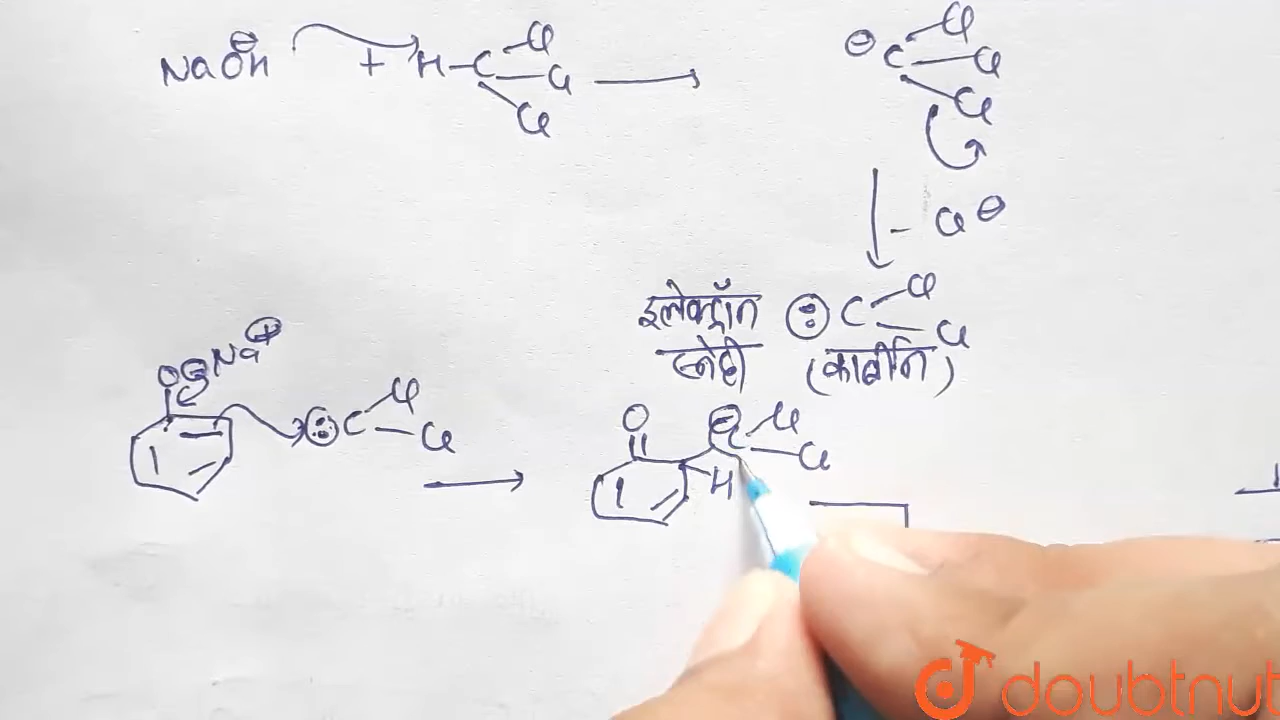 NaOH + H-C Cl Cl Cl
⊖ C Cl Cl Cl
- Cl ⊖
इलेक्ट्रॉन
स्नेही
: C Cl Cl
(कार्बीन)
O ⊖ Na +
: C Cl Cl
O ⊖ C Cl Cl
H
doubtnut